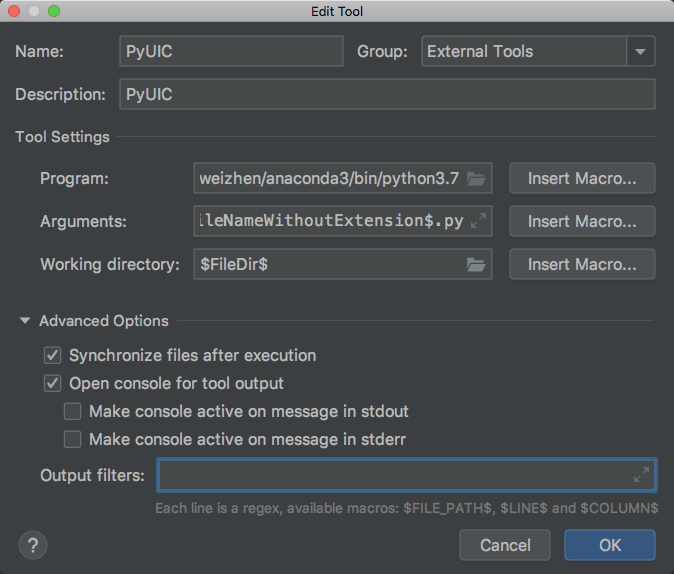 Edit Tool
Name: PyUIC Group: External Tools
Description: PyUIC
Tool Settings
Program: weizhen/anaconda3/bin/python3.7 Insert Macro...
Arguments: ileNameWithoutExtension$.py Insert Macro...
Working directory: $FileDir$ Insert Macro...
Advanced Options
Synchronize files after execution
Open console for tool output
Make console active on message in stdout
Make console active on message in stderr
Output filters:
Each line is a regex, available macros: $FILE_PATH$, $LINE$ and $COLUMN$
? Cancel OK